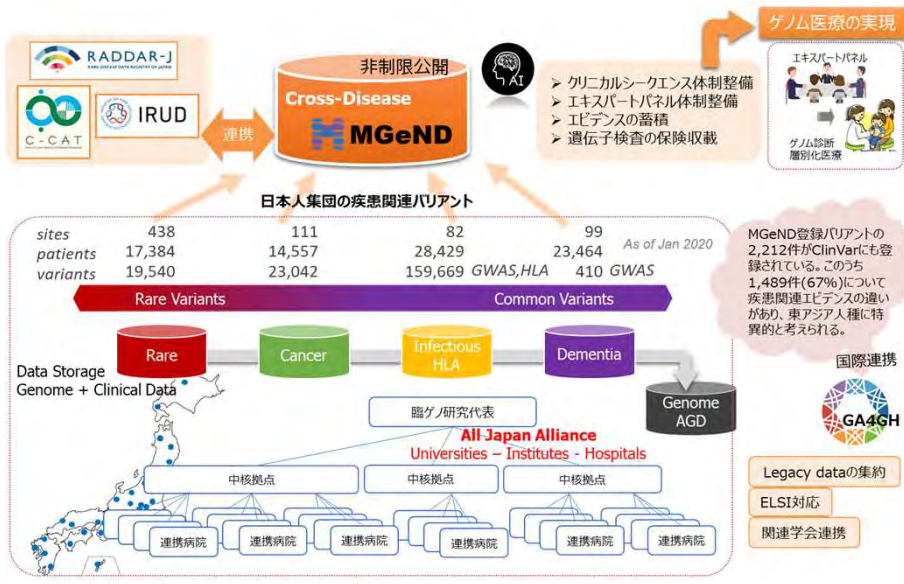 ゲノム医療の実現
RADDAR-J
RARE DISEASE DATA REGISTRY OF JAPAN
C-CAT
IRUD
連携
非制限公開
Cross-Disease
MGeND
AI
➢ クリニカルシークエンス体制整備
➢ エキスパートパネル体制整備
➢ エビデンスの蓄積
➢ 遺伝子検査の保険収載
エキスパートパネル
ゲノム診断
層別化医療
日本人集団の疾患関連バリアント
sites 438 111 82 99
As of Jan 2020
patients 17,384 14,557 28,429 23,464
variants 19,540 23,042 159,669 GWAS,HLA 410 GWAS
Rare Variants Common Variants
MGeND登録バリアントの
2,212件がClinVarにも登
録されている。このうち
1,489件(67%)について
疾患関連エビデンスの違い
があり、東アジア人種に特
異的と考えられる。
Rare
Cancer
Infectious
HLA
Dementia
Genome
AGD
Data Storage
Genome + Clinical Data
国際連携
GA4GH
臨ゲノ研究代表
All Japan Alliance
Universities – Institutes - Hospitals
中核拠点 中核拠点 中核拠点
連携病院 連携病院 連携病院 連携病院 連携病院 連携病院 連携病院
Legacy dataの集約
ELSI対応
関連学会連携